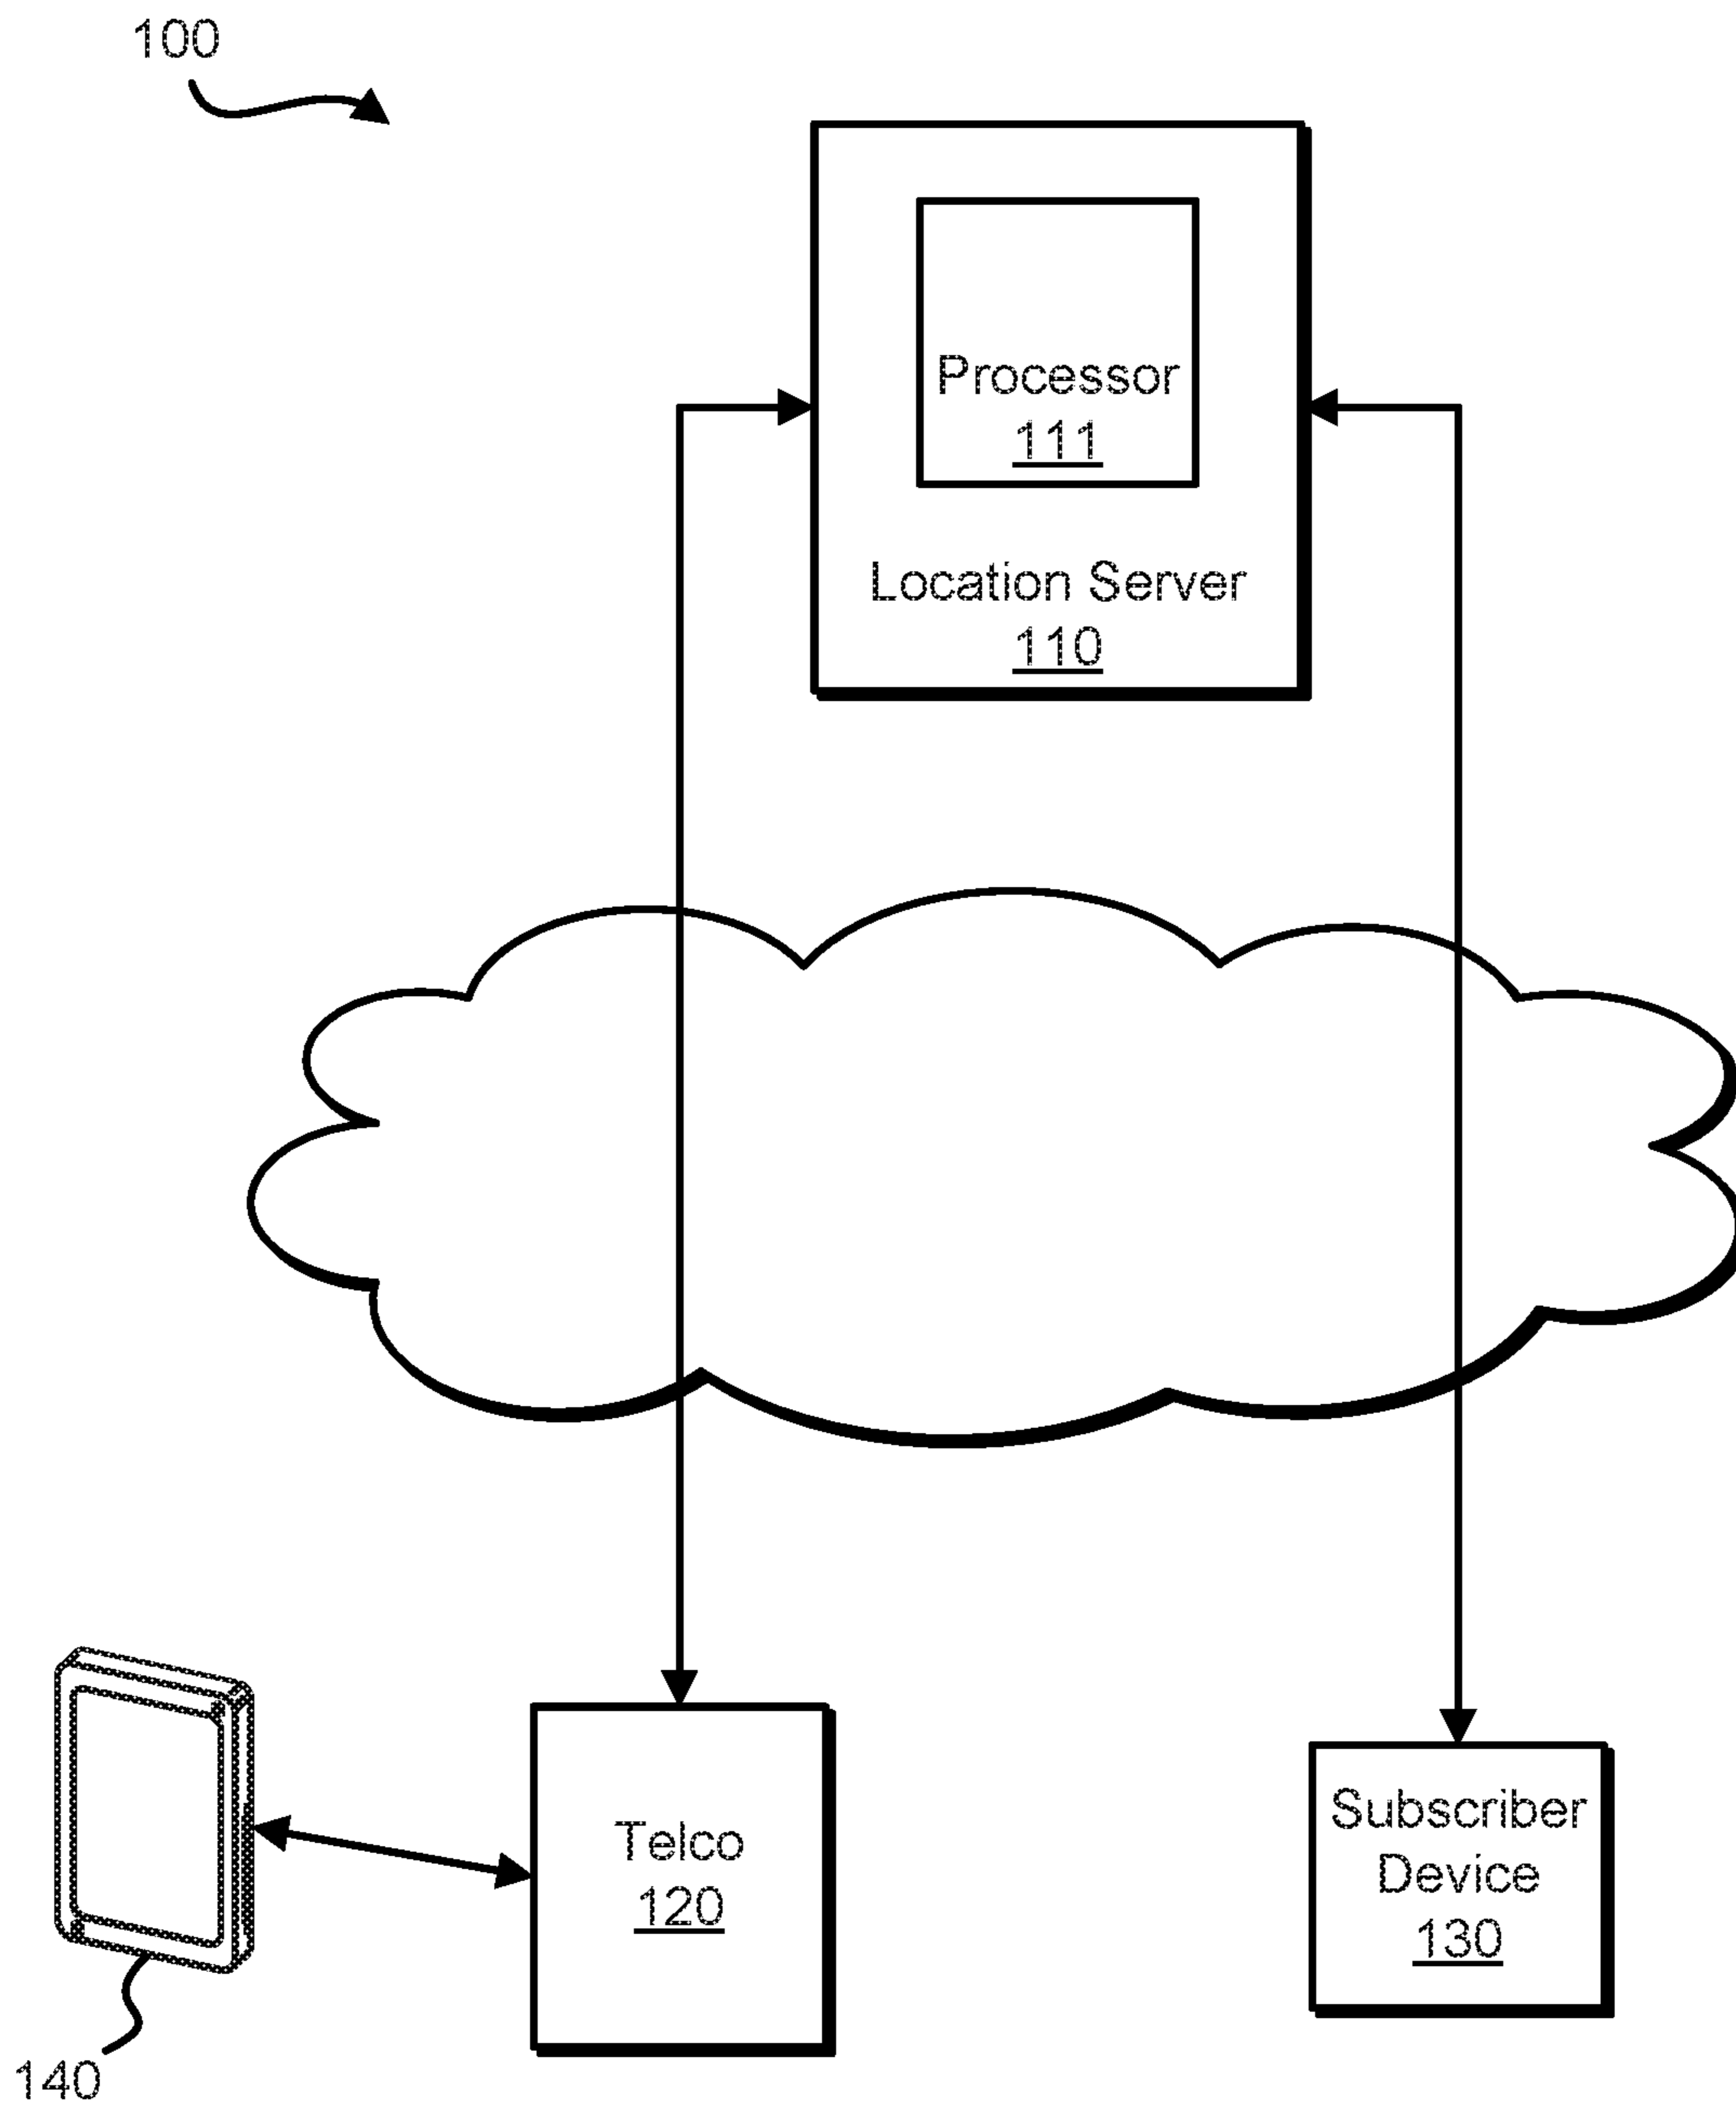 100
Processor
111
Location Server
110
Telco
120
Subscriber
Device
130
140